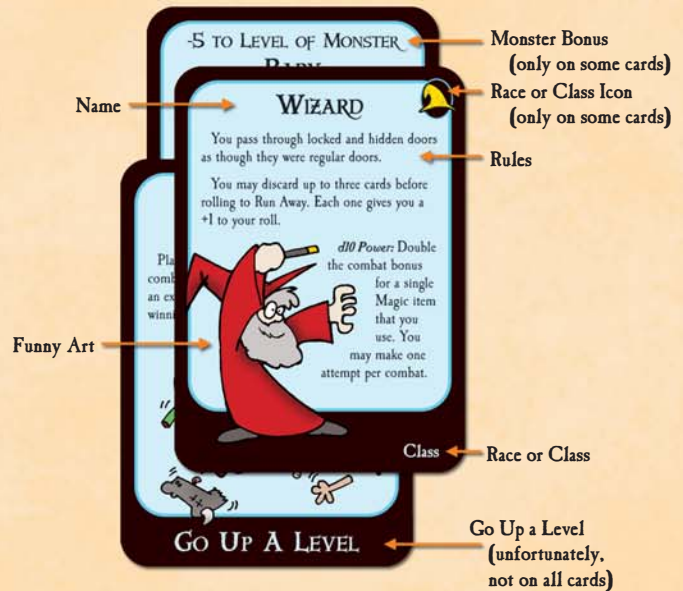 -5 to Level of Monster
Monster Bonus
(only on some cards)
Name
Wizard
Race or Class Icon
(only on some cards)
You pass through locked and hidden doors
as though they were regular doors.
Rules
You may discard up to three cards before
rolling to Run Away. Each one gives you a
+1 to your roll.
d10 Power: Double
the combat bonus
for a single
Magic item
that you
use. You
may make one
attempt per combat.
Funny Art
Class
Race or Class
Go Up A Level
Go Up a Level
(unfortunately,
not on all cards)